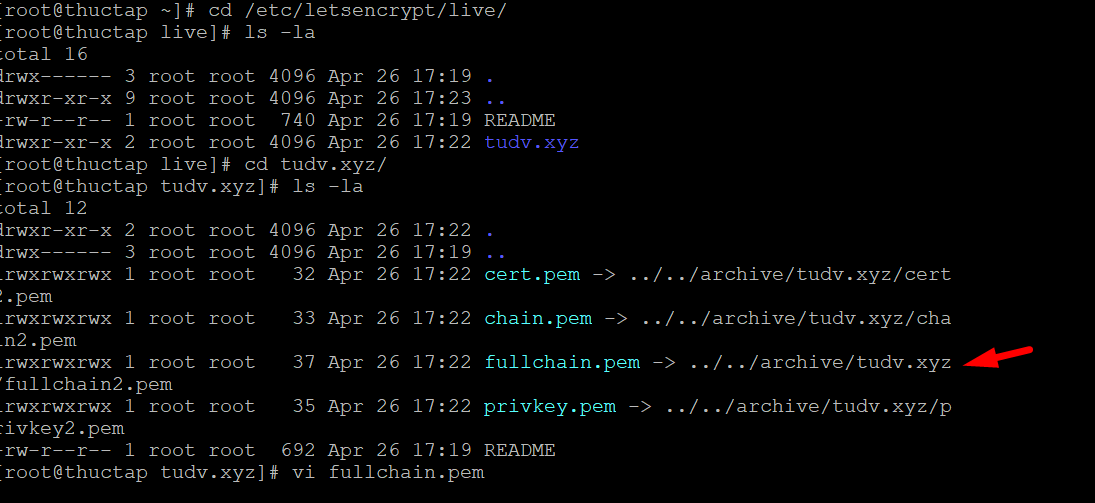 [root@thuctap ~]# cd /etc/letsencrypt/live/
[root@thuctap live]# ls -la
total 16
drwx------ 3 root root 4096 Apr 26 17:19 .
drwxr-xr-x 9 root root 4096 Apr 26 17:23 ..
-rw-r--r-- 1 root root  740 Apr 26 17:19 README
drwxr-xr-x 2 root root 4096 Apr 26 17:22 tudv.xyz
[root@thuctap live]# cd tudv.xyz/
[root@thuctap tudv.xyz]# ls -la
total 12
drwxr-xr-x 2 root root 4096 Apr 26 17:22 .
drwx------ 3 root root 4096 Apr 26 17:19 ..
lrwxrwxrwx 1 root root   32 Apr 26 17:22 cert.pem -> ../../archive/tudv.xyz/cert
2.pem
lrwxrwxrwx 1 root root   33 Apr 26 17:22 chain.pem -> ../../archive/tudv.xyz/cha
in2.pem
lrwxrwxrwx 1 root root   37 Apr 26 17:22 fullchain.pem -> ../../archive/tudv.xyz
/fullchain2.pem
lrwxrwxrwx 1 root root   35 Apr 26 17:22 privkey.pem -> ../../archive/tudv.xyz/p
rivkey2.pem
-rw-r--r-- 1 root root  692 Apr 26 17:19 README
[root@thuctap tudv.xyz]# vi fullchain.pem